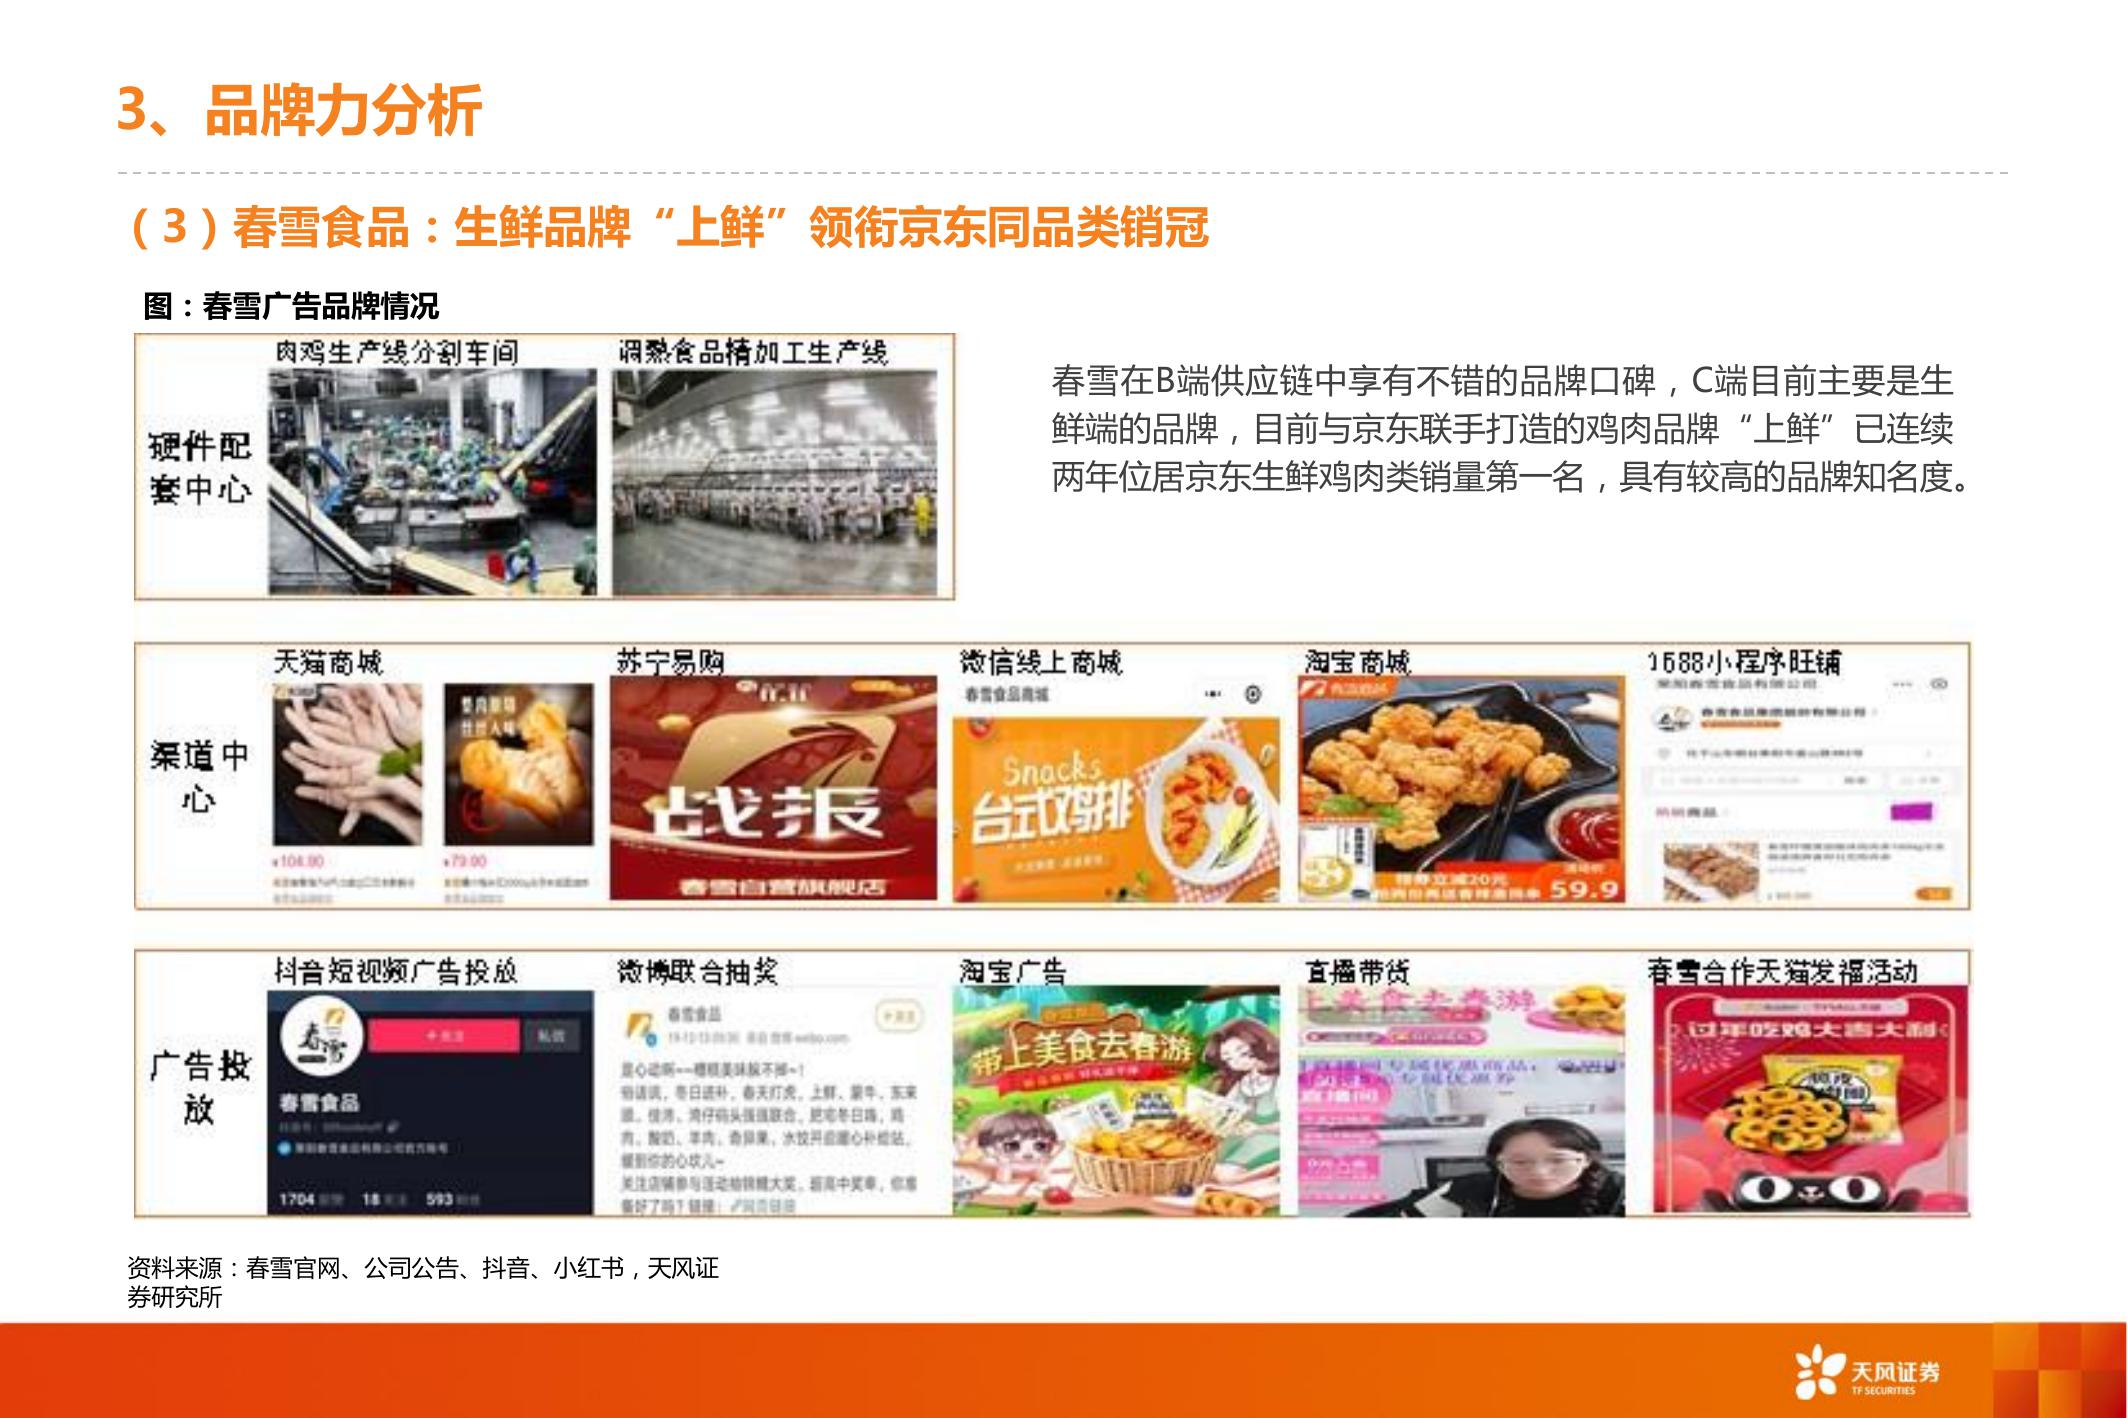 3、品牌力分析
（3）春雪食品：生鲜品牌“上鲜”领衔京东同品类销冠
图：春雪广告品牌情况
肉鸡生产线分割车间
调熟食品精加工生产线
硬件配
套中心
春雪在B端供应链中享有不错的品牌口碑，C端目前主要是生
鲜端的品牌，目前与京东联手打造的鸡肉品牌“上鲜”已连续
两年位居京东生鲜鸡肉类销量第一名，具有较高的品牌知名度。
渠道中
心
天猫商城
¥104.90
¥79.90
苏宁易购
战报
春雪自营旗舰店
微信线上商城
春雪食品商城
Snacks
台式鸡排
淘宝商城
59.9
1688小程序旺铺
广告投
放
抖音短视频广告投放
春雪食品
1704
18
593
微博联合抽奖
春雪食品
淘宝广告
带上美食去春游
直播带货
上美食去春游
春雪合作天猫发福活动
过年吃鸡大吉大利
资料来源：春雪官网、公司公告、抖音、小红书，天风证
券研究所
天风证券
TF SECURITIES